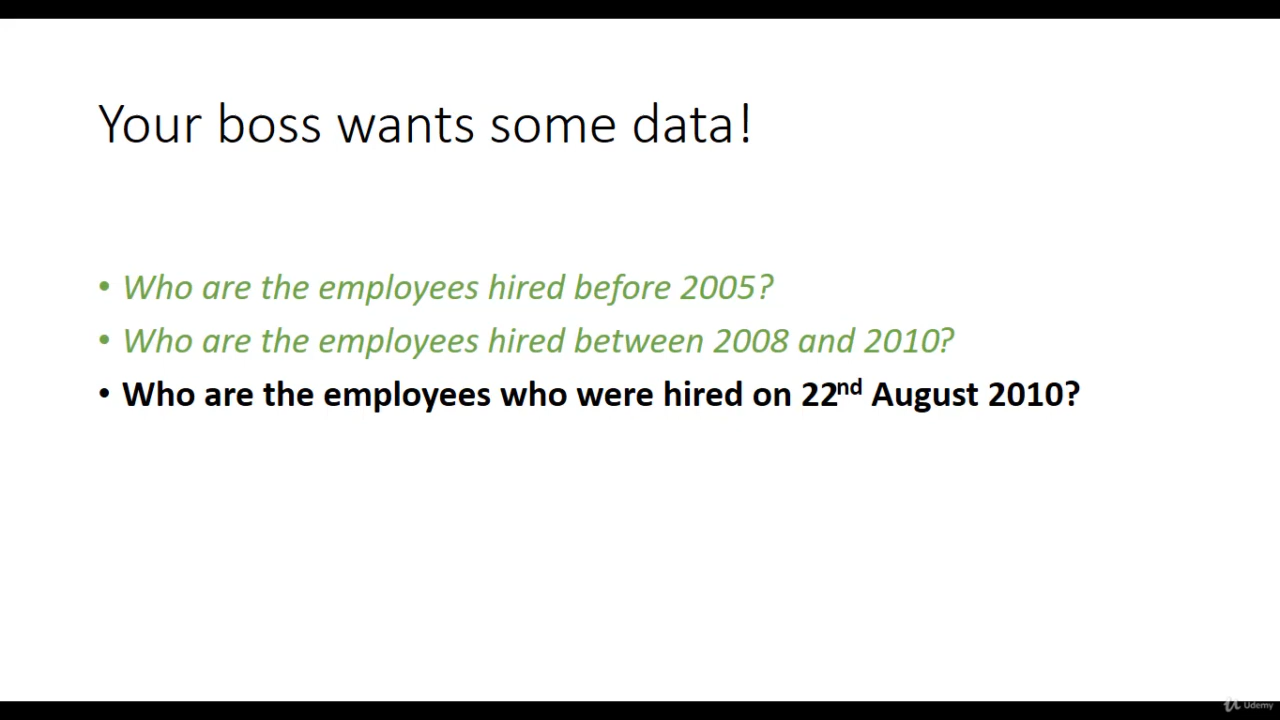 Your boss wants some data!
• Who are the employees hired before 2005?
• Who are the employees hired between 2008 and 2010?
• Who are the employees who were hired on 22nd August 2010?
Udemy